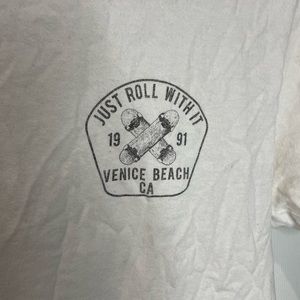 JUST ROLL WITH IT
19 91
VENICE BEACH
CA